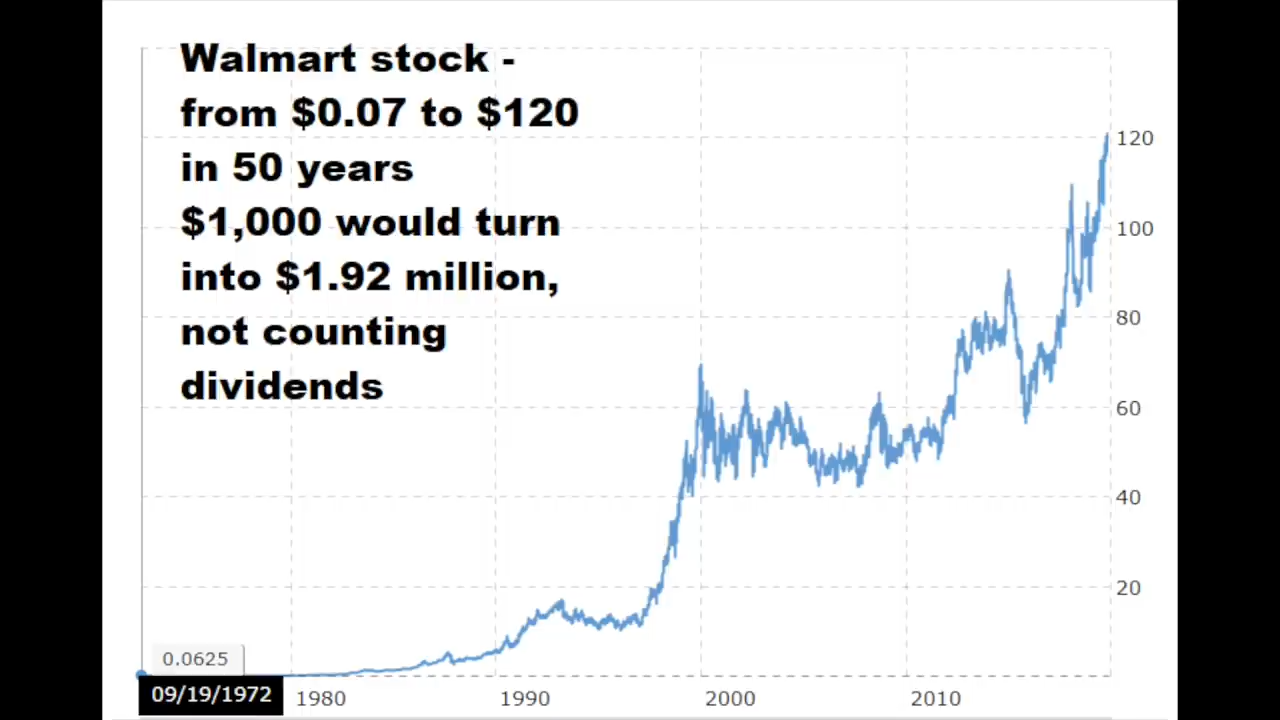 Walmart stock -
from $0.07 to $120
in 50 years
$1,000 would turn
into $1.92 million,
not counting
dividends
120
100
80
60
40
20
0.0625
09/19/1972
1980
1990
2000
2010